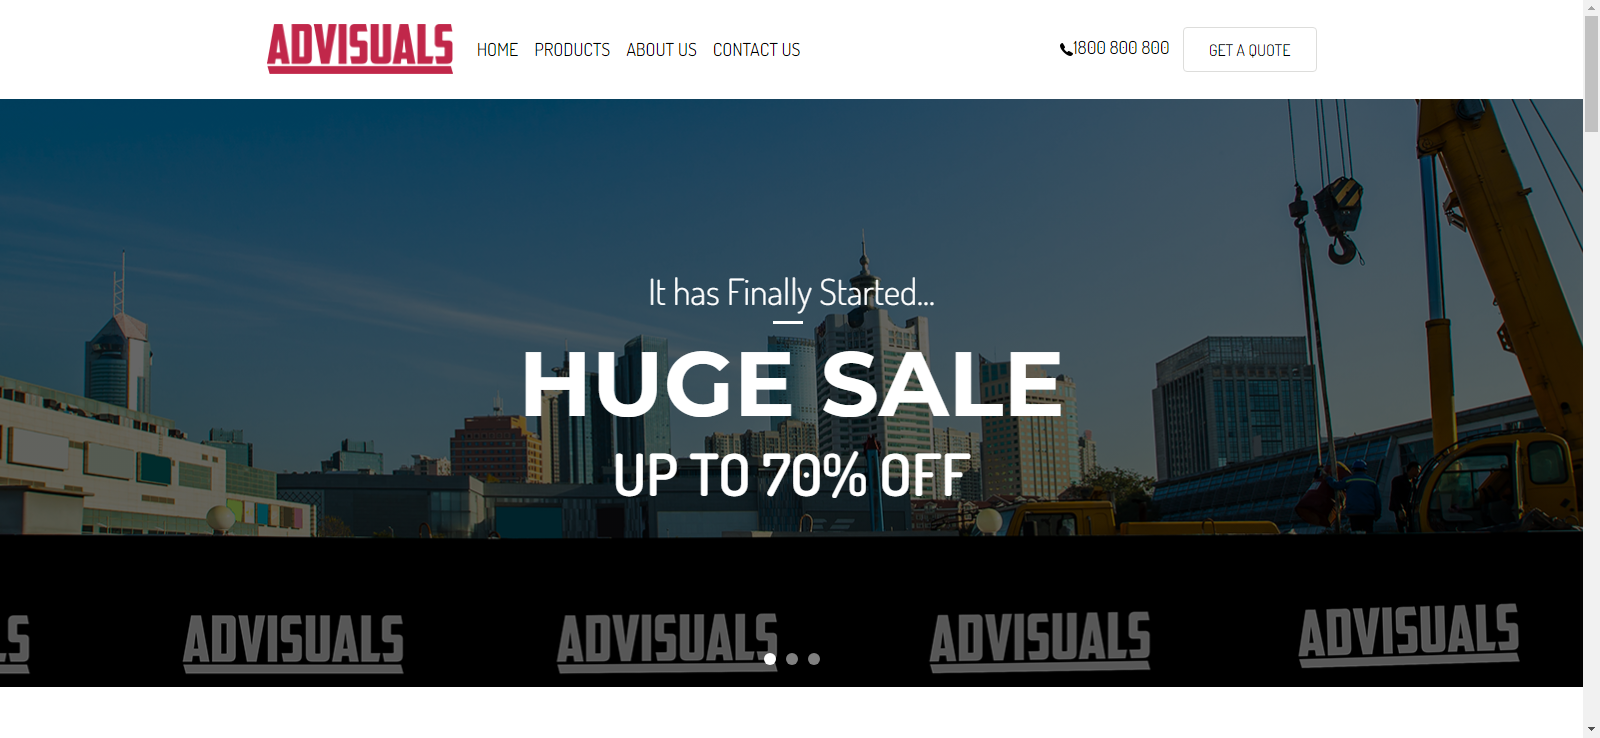 ADVISUALS
HOME PRODUCTS ABOUT US CONTACT US
1800 800 800
GET A QUOTE
It has Finally Started...
HUGE SALE
UP TO 70% OFF
LS ADVISUALS ADVISUALS ADVISUALS ADVISUALS